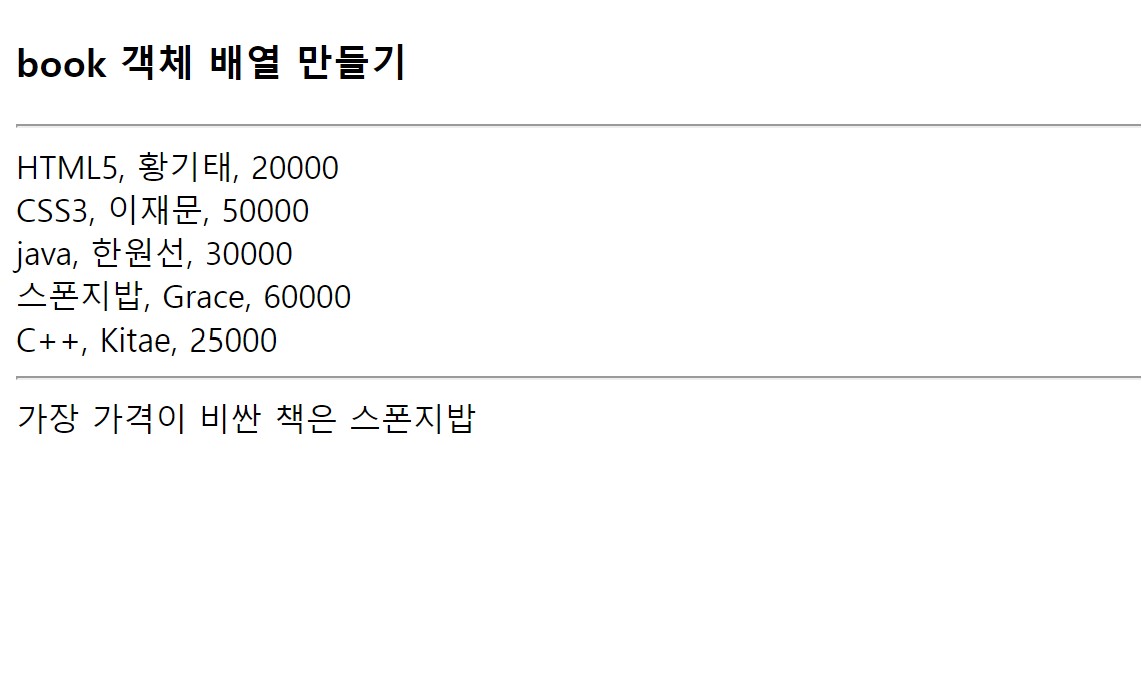 book 객체 배열 만들기
HTML5, 황기태, 20000
CSS3, 이재문, 50000
java, 한원선, 30000
스폰지밥, Grace, 60000
C++, Kitae, 25000
가장 가격이 비싼 책은 스폰지밥